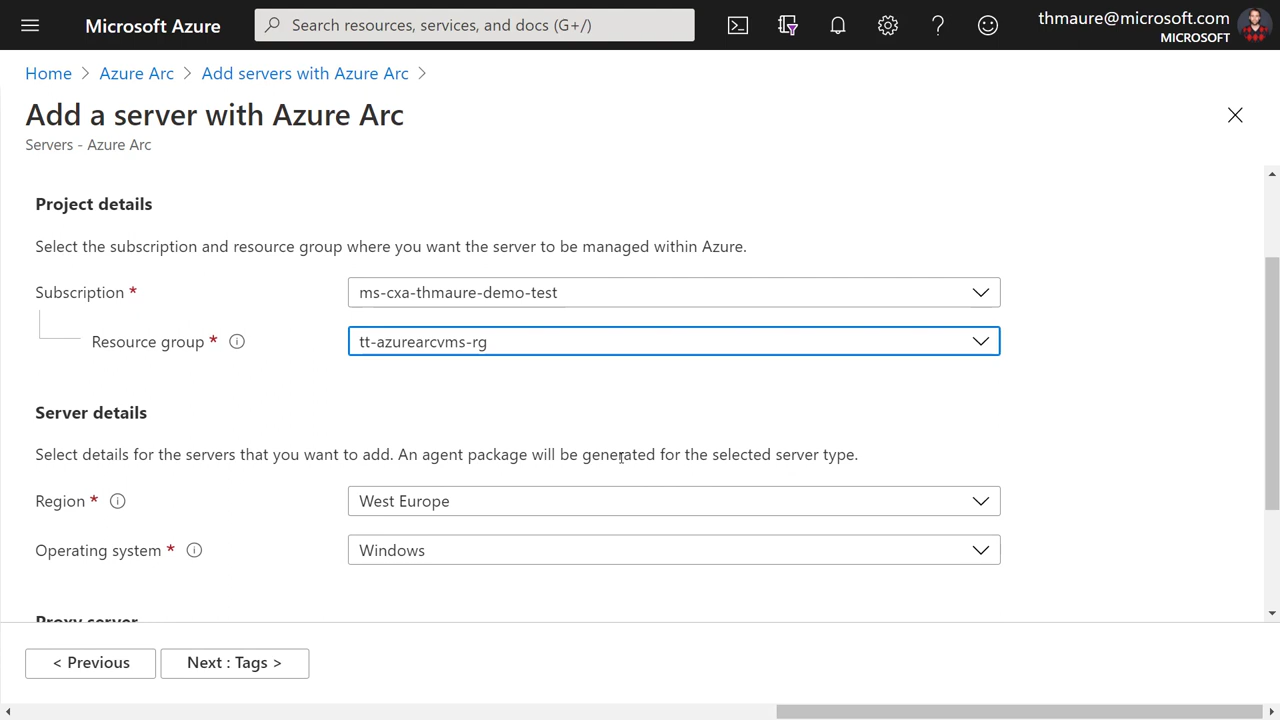 Microsoft Azure
Search resources, services, and docs (G+/)
thmaure@microsoft.com
MICROSOFT
Home > Azure Arc > Add servers with Azure Arc >
Add a server with Azure Arc
Servers - Azure Arc
Project details
Select the subscription and resource group where you want the server to be managed within Azure.
Subscription *
ms-cxa-thmaure-demo-test
Resource group *
tt-azurearcvms-rg
Server details
Select details for the servers that you want to add. An agent package will be generated for the selected server type.
Region *
West Europe
Operating system *
Windows
Proxy server
< Previous
Next : Tags >